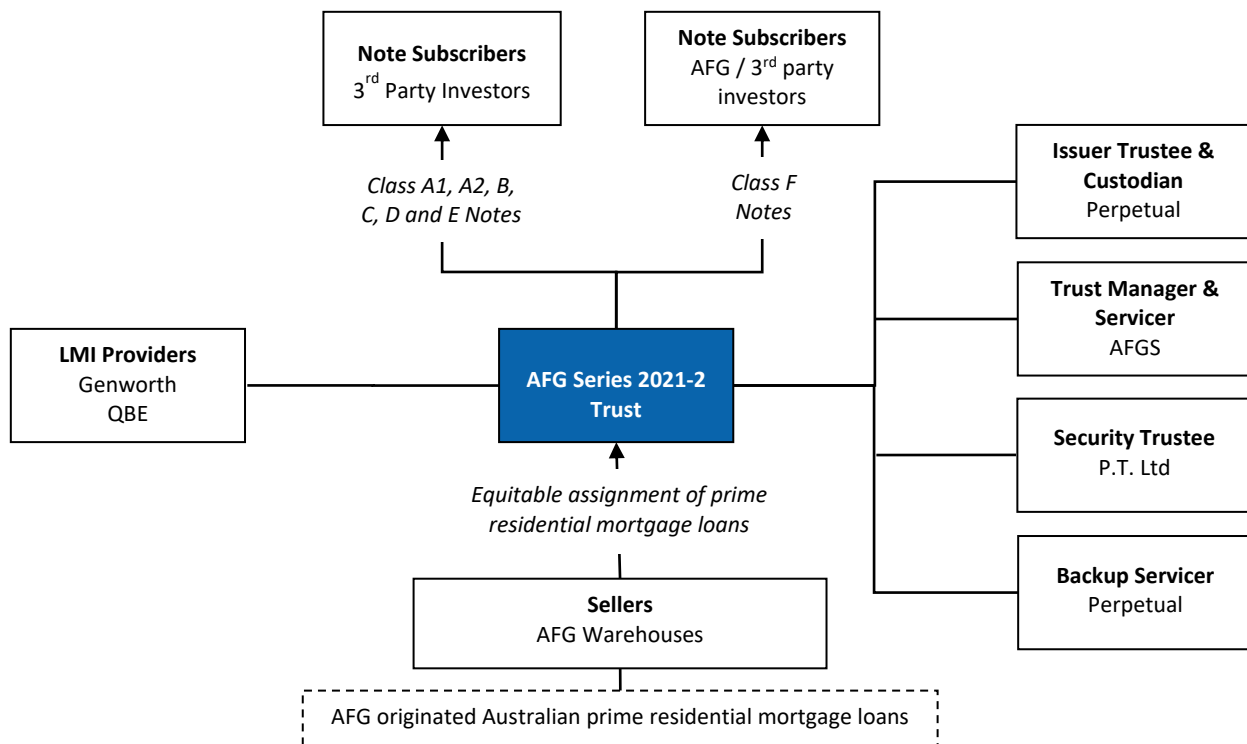 Note Subscribers
3rd Party Investors
Note Subscribers
AFG / 3rd party
investors
Class A1, A2, B,
C, D and E Notes
Class F
Notes
Issuer Trustee &
Custodian
Perpetual
Trust Manager &
Servicer
AFGS
LMI Providers
Genworth
QBE
AFG Series 2021-2
Trust
Security Trustee
P.T. Ltd
Equitable assignment of prime
residential mortgage loans
Backup Servicer
Perpetual
Sellers
AFG Warehouses
AFG originated Australian prime residential mortgage loans